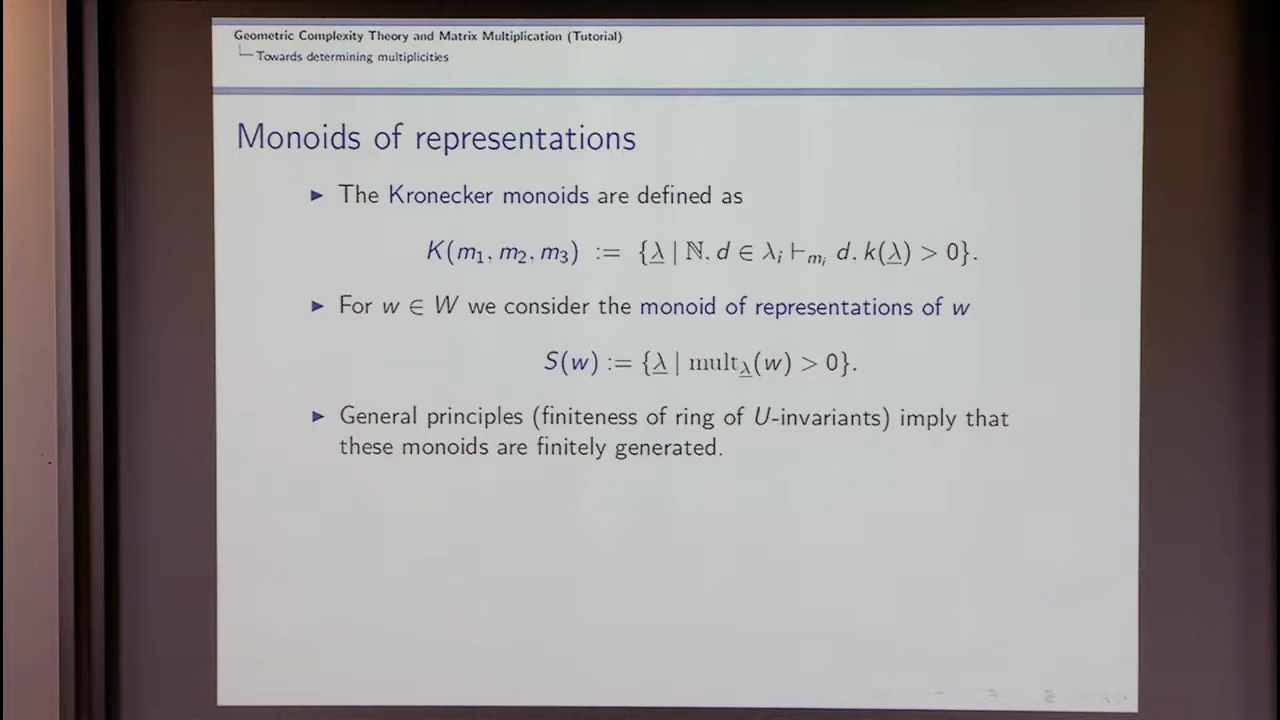 Geometric Complexity Theory and Matrix Multiplication (Tutorial)
Towards determining multiplicities
Monoids of representations
► The Kronecker monoids are defined as
K(m₁, m₂, m₃) := {λ̲ | ℕ. d ∈ λᵢ ⊢ₘᵢ d. k(λ̲) > 0}.
► For w ∈ W we consider the monoid of representations of w
S(w) := {λ̲ | mult_λ̲(w) > 0}.
► General principles (finiteness of ring of U-invariants) imply that
these monoids are finitely generated.